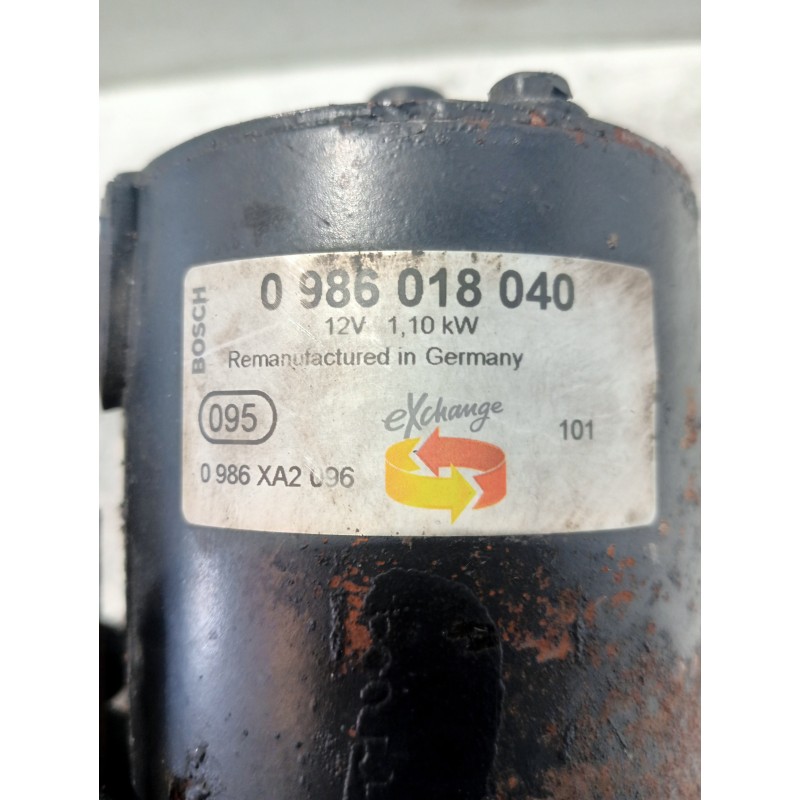 BOSCH
0 986 018 040
12V 1,10 kW
Remanufactured in Germany
095
eXchange
101
0 986 XA2 096